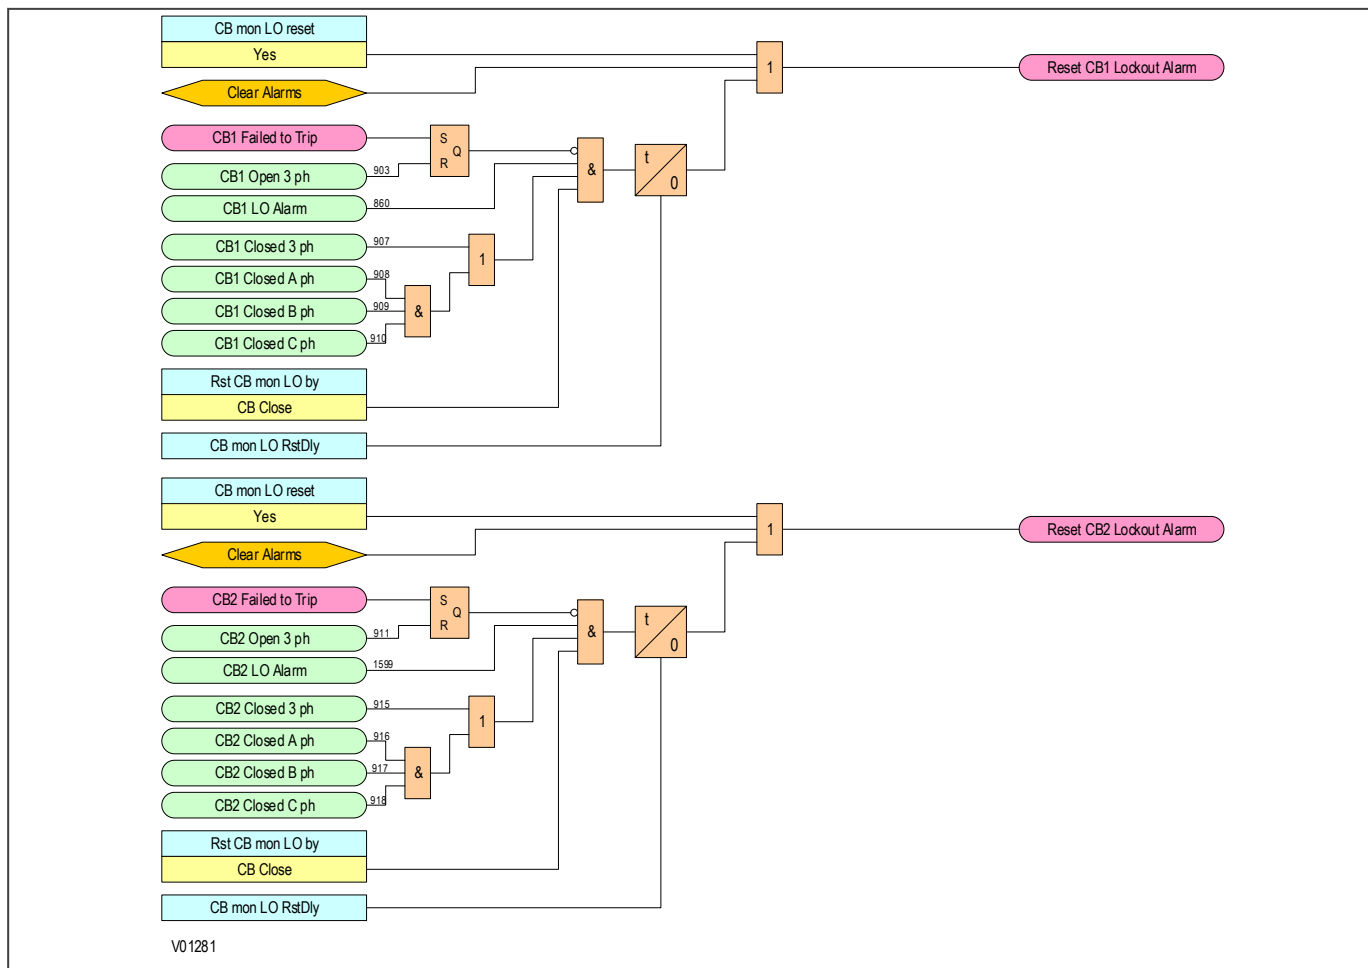 CB mon LO reset
Yes
1
Reset CB1 Lockout Alarm
Clear Alarms
CB1 Failed to Trip
S
Q
R
t
0
&
CB1 Open 3 ph
903
CB1 LO Alarm
860
CB1 Closed 3 ph
907
1
CB1 Closed A ph
908
CB1 Closed B ph
909
&
CB1 Closed C ph
910
Rst CB mon LO by
CB Close
CB mon LO RstDly
CB mon LO reset
Yes
1
Reset CB2 Lockout Alarm
Clear Alarms
CB2 Failed to Trip
S
Q
R
t
0
&
CB2 Open 3 ph
911
CB2 LO Alarm
1599
CB2 Closed 3 ph
915
1
CB2 Closed A ph
916
CB2 Closed B ph
917
&
CB2 Closed C ph
918
Rst CB mon LO by
CB Close
CB mon LO RstDly
V01281